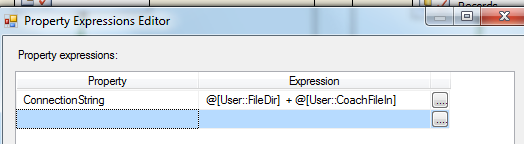 Records
Property Expressions Editor
Property expressions:
Property Expression
ConnectionString @[User::FileDir] + @[User::CoachFileIn] ...
...